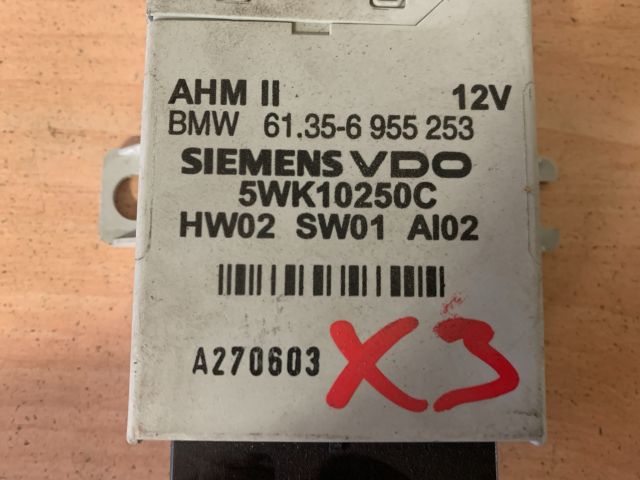 AHM II 12V
BMW 61.35-6 955 253
SIEMENS VDO
5WK10250C
HW02 SW01 AI02
A270603 X3